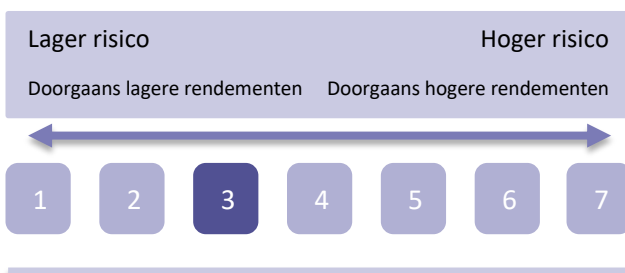 Lager risico Hoger risico
Doorgaans lagere rendementen Doorgaans hogere rendementen
1 2 3 4 5 6 7